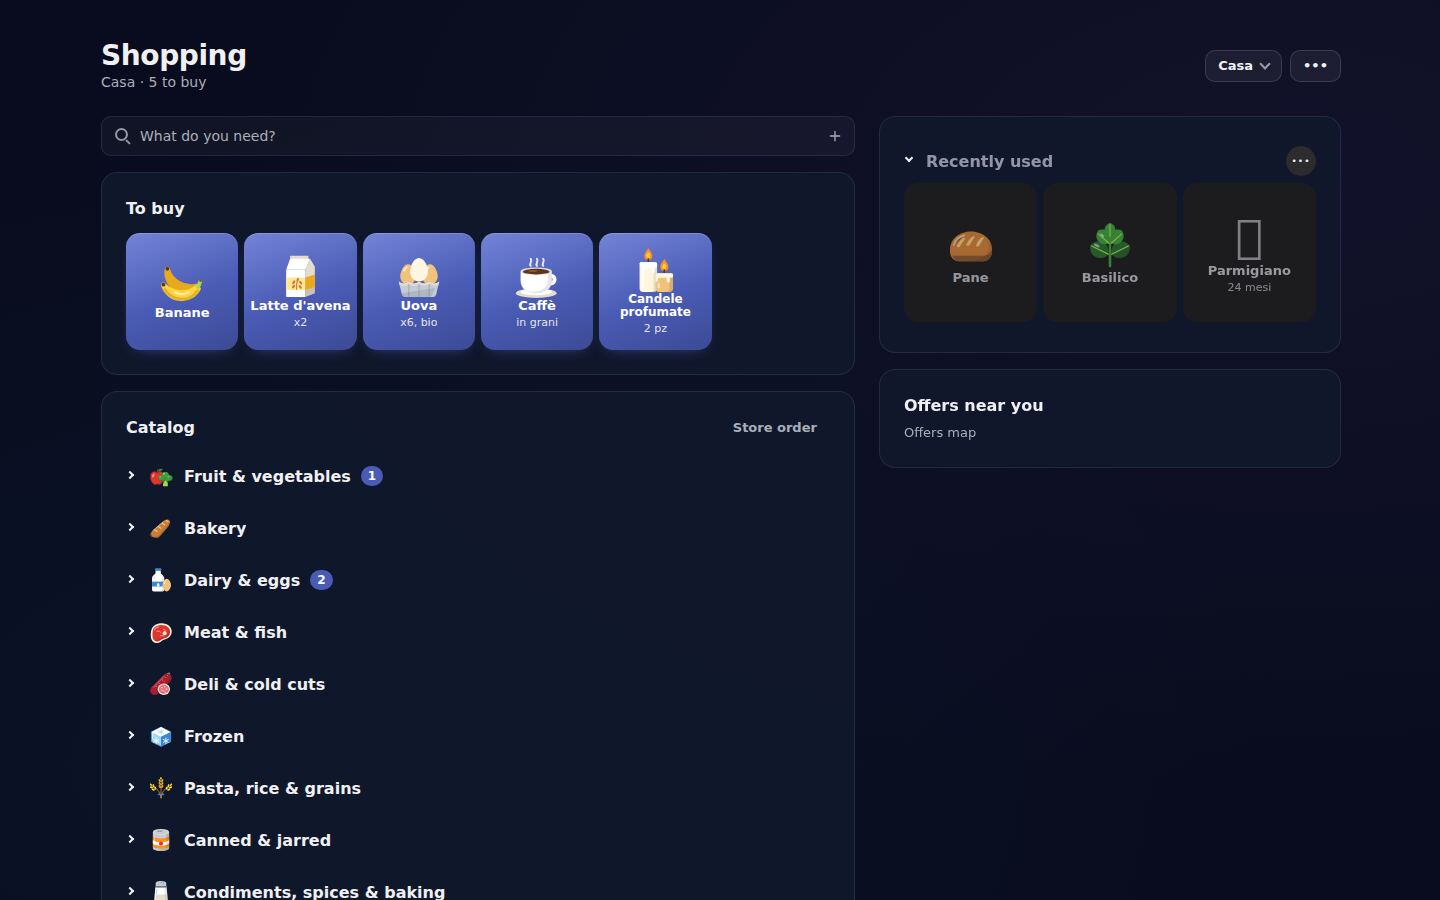 Shopping
Casa · 5 to buy
Casa
•••
What do you need?
+
To buy
Banane
Latte d'avena
x2
Uova
x6, bio
Caffè
in grani
Candele
profumate
2 pz
Catalog
Store order
Fruit & vegetables 1
Bakery
Dairy & eggs 2
Meat & fish
Deli & cold cuts
Frozen
Pasta, rice & grains
Canned & jarred
Condiments, spices & baking
Recently used
•••
Pane
Basilico
Parmigiano
24 mesi
Offers near you
Offers map